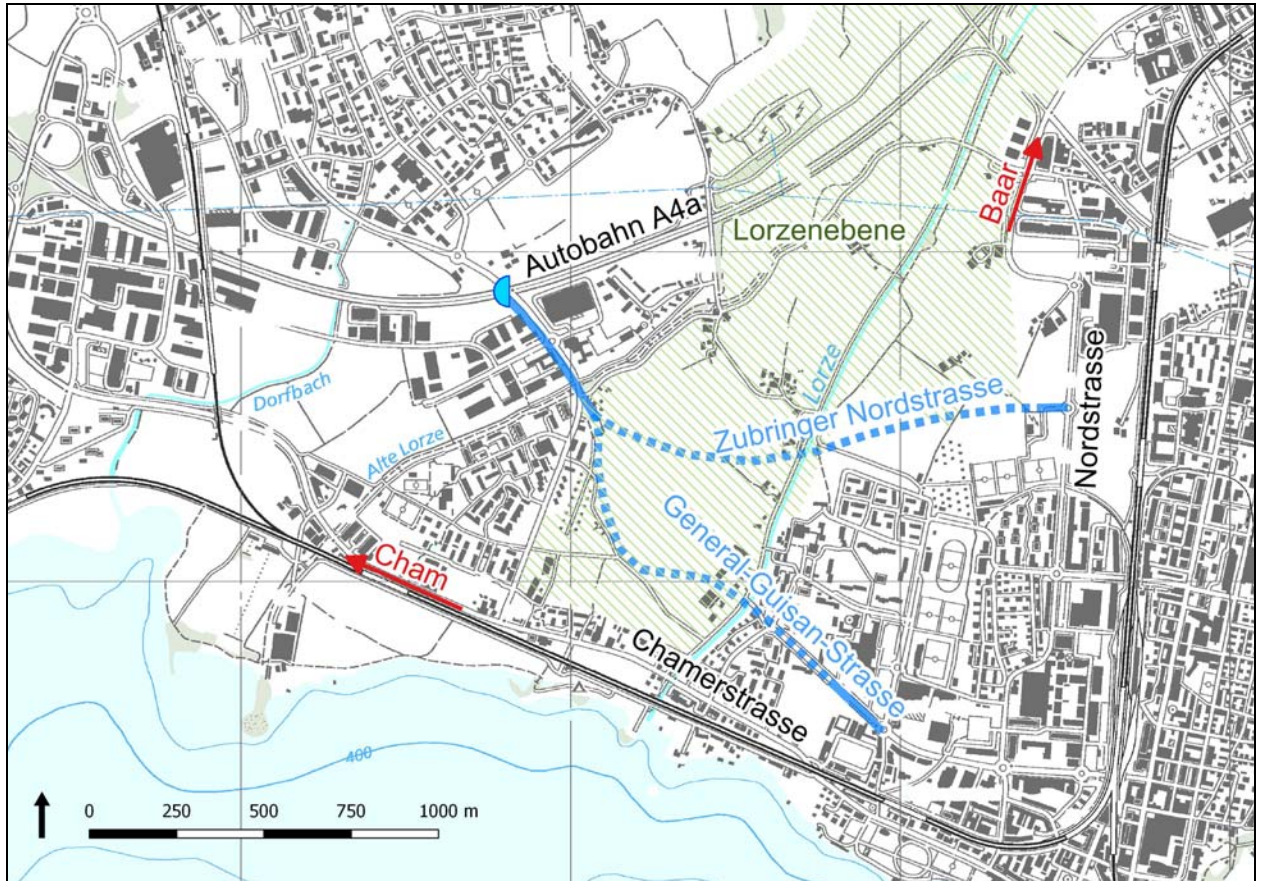 Autobahn A4a
Lorzenebene
Baar
Dorfbach
Lorze
Zubringer Nordstrasse
Nordstrasse
Alte Lorze
General-Guisan-Strasse
Cham
Chamerstrasse
400
0 250 500 750 1000 m